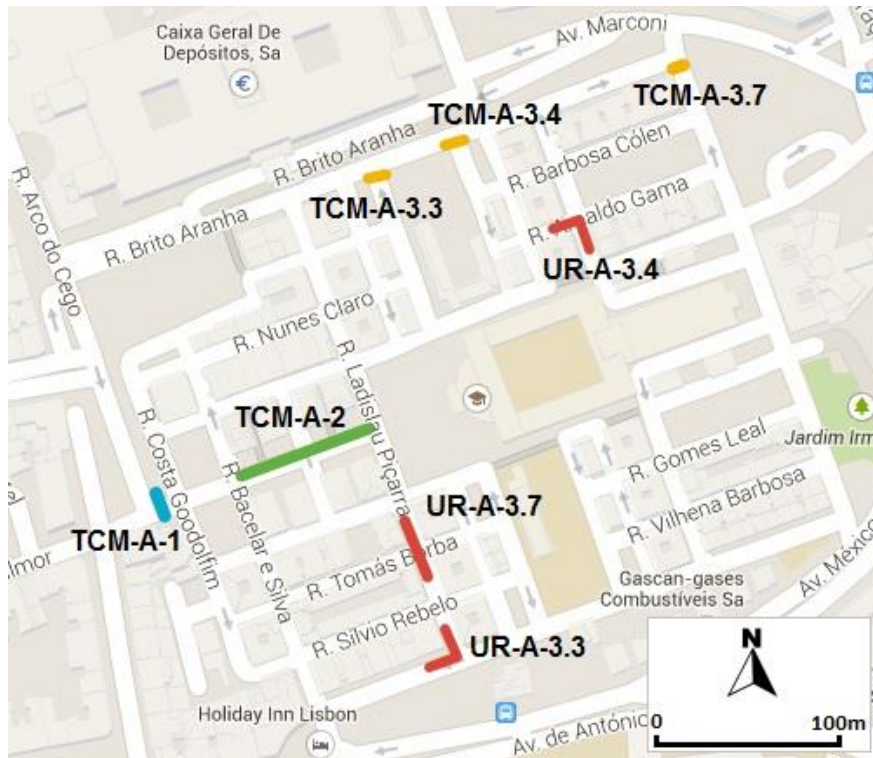 Caixa Geral De
Depósitos, Sa
€
Av. Marconi
TCM-A-3.7
TCM-A-3.4
R. Brito Aranha
R. Barbosa Cólen
TCM-A-3.3
R. Arco do Cego
R. Brito Aranha
UR-A-3.4
R. Nunes Claro
R. Ladislau Piçarra
TCM-A-2
Jardim Irm
R. Costa Goodolfim
R. Gomes Leal
R. Bacelar e Silva
UR-A-3.7
R. Vilhena Barbosa
TCM-A-1
lmor
R. Tomás Borba
Av. México
Gascan-gases
Combustíveis Sa
R. Sílvio Rebelo
UR-A-3.3
N
Holiday Inn Lisbon
Av. de António
0 100m